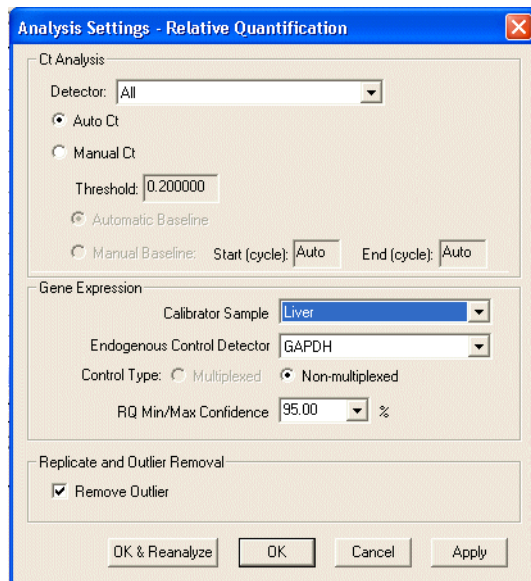 Analysis Settings - Relative Quantification
Ct Analysis
Detector: All
Auto Ct
Manual Ct
Threshold: 0.200000
Automatic Baseline
Manual Baseline: Start (cycle): Auto End (cycle): Auto
Gene Expression
Calibrator Sample Liver
Endogenous Control Detector GAPDH
Control Type: Multiplexed Non-multiplexed
RQ Min/Max Confidence 95.00 %
Replicate and Outlier Removal
Remove Outlier
OK & Reanalyze OK Cancel Apply